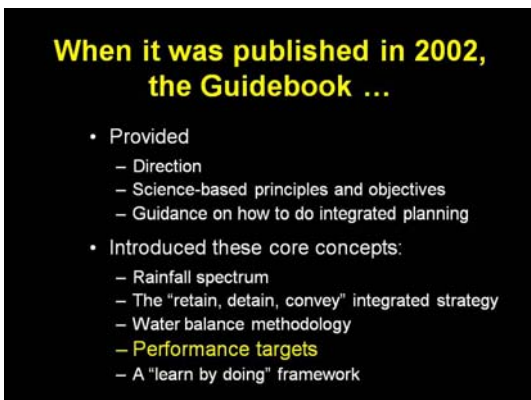 When it was published in 2002,
the Guidebook …
• Provided
– Direction
– Science-based principles and objectives
– Guidance on how to do integrated planning
• Introduced these core concepts:
– Rainfall spectrum
– The “retain, detain, convey” integrated strategy
– Water balance methodology
– Performance targets
– A “learn by doing” framework